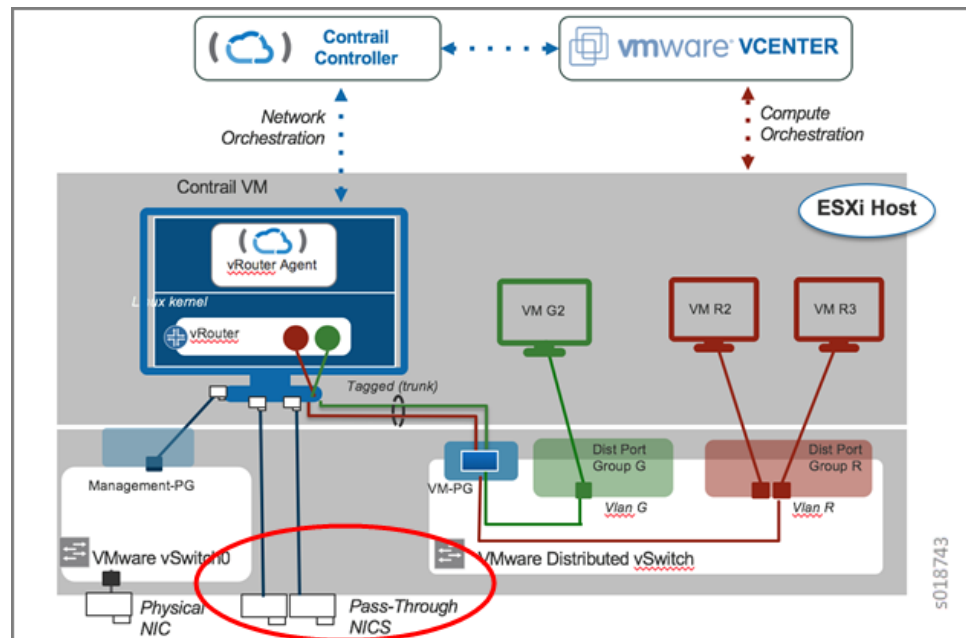 Contrail
Controller
vmware® VCENTER
Network
Orchestration
Compute
Orchestration
Contrail VM
ESXi Host
vRouter Agent
Linux kernel
vRouter
VM G2
VM R2
VM R3
Tagged (trunk)
Management-PG
VM-PG
Dist Port
Group G
Dist Port
Group R
Vlan G
Vlan R
VMware vSwitch0
VMware Distributed vSwitch
Physical
NIC
Pass-Through
NICS
s018743